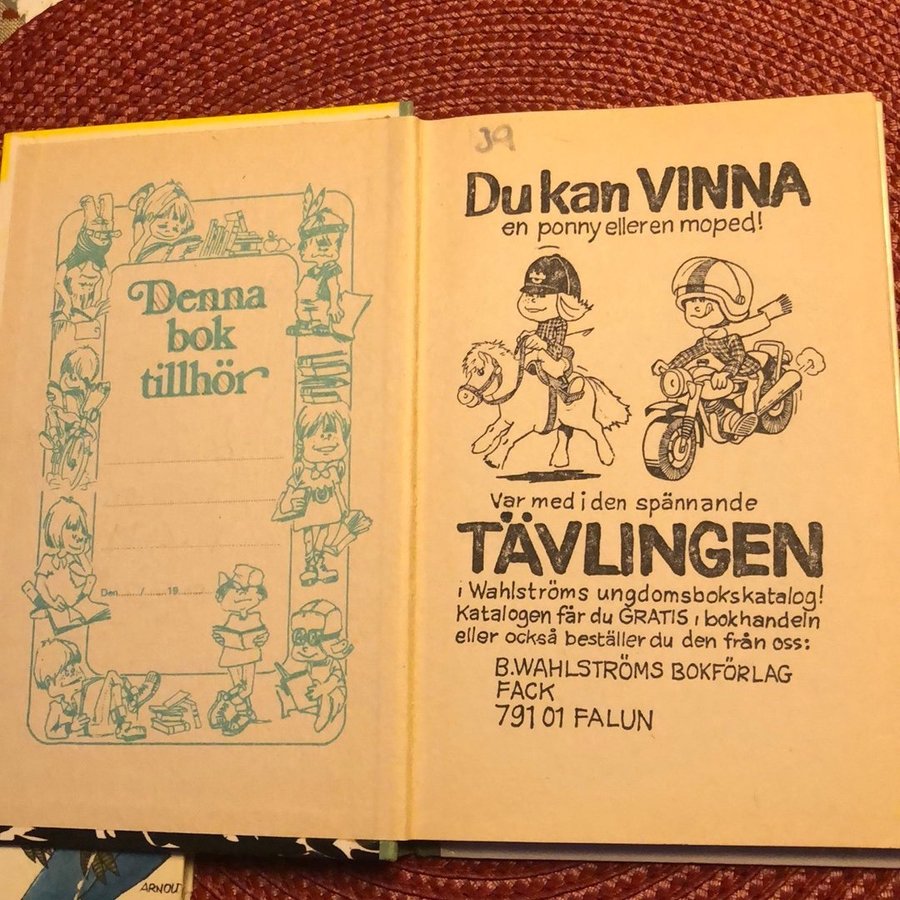 Denna
bok
tillhör
Den......./.......19.........
39
Du kan VINNA
en ponny eller en moped!
Var med i den spännande
TÄVLINGEN
i Wahlströms ungdomsbokskatalog!
Katalogen får du GRATIS i bokhandeln
eller också beställer du den från oss:
B.WAHLSTRÖMS BOKFÖRLAG
FACK
791 01 FALUN
ARNOU